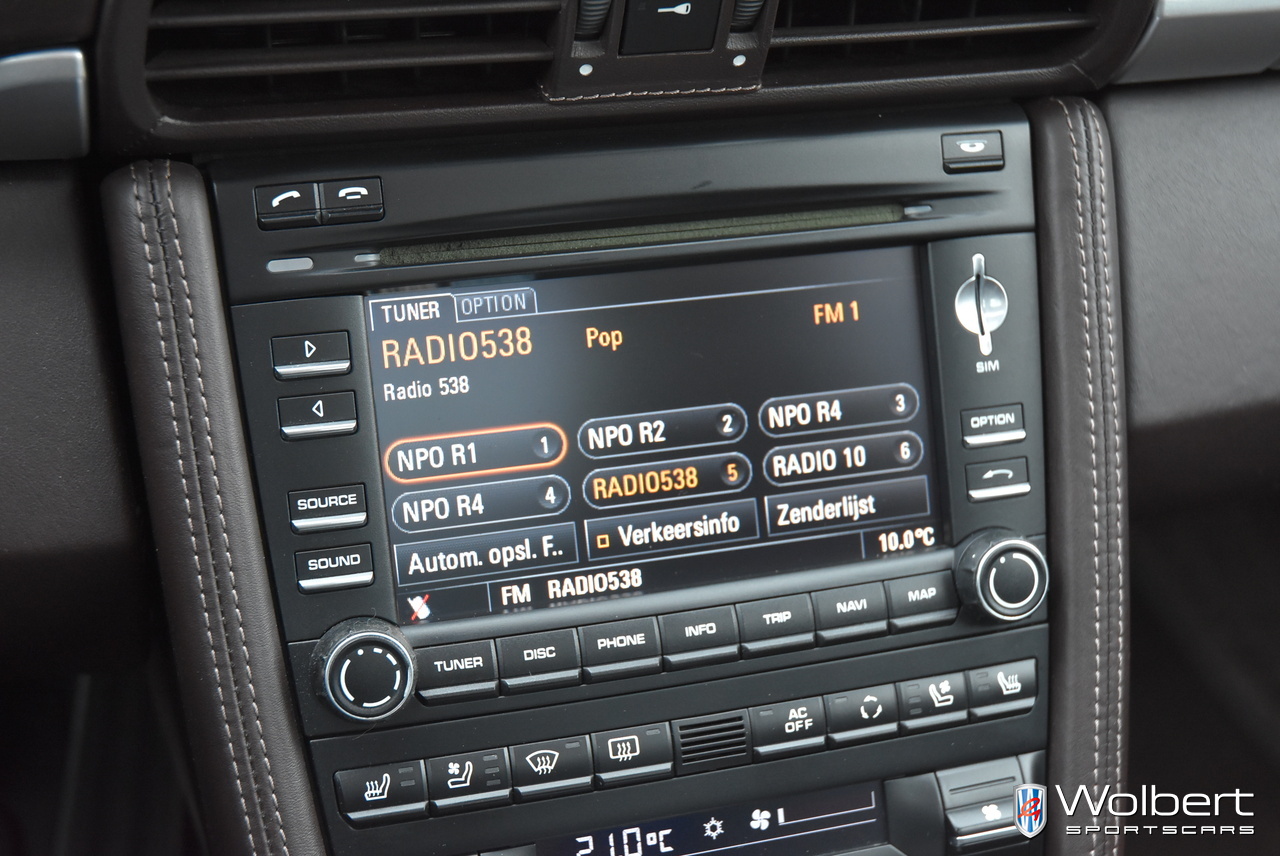 TUNER OPTION
RADIO538 Pop FM 1
Radio 538
NPO R1 1 NPO R2 2 NPO R4 3
NPO R4 4 RADIO538 5 RADIO 10 6
Autom. opsl. F.. Verkeersinfo Zenderlijst
FM RADIO538 10.0°C
SOURCE
SOUND
SIM
OPTION
TUNER DISC PHONE INFO TRIP NAVI MAP
AC
OFF
21.0°C
Wolbert
SPORTSCARS